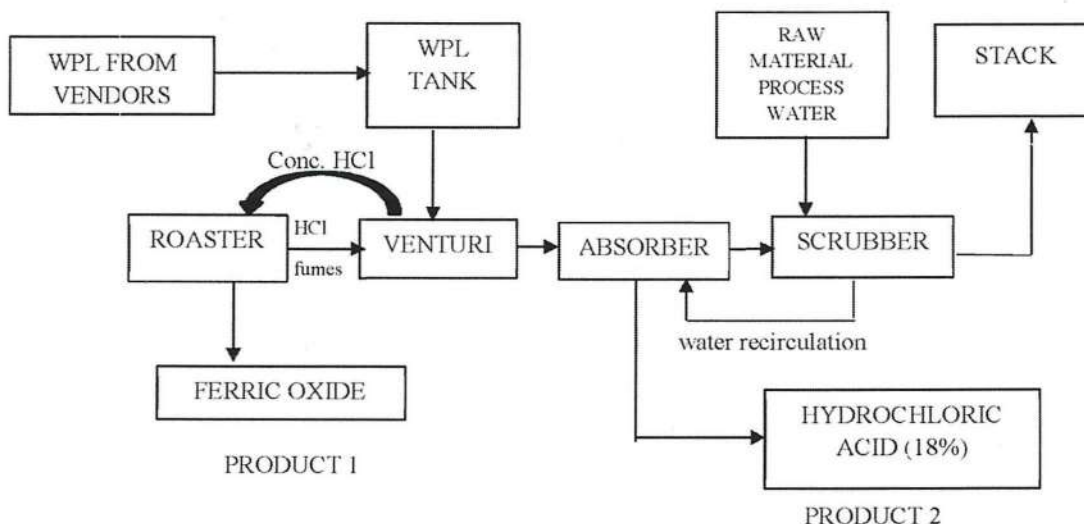 WPL FROM
VENDORS
WPL
TANK
RAW
MATERIAL
PROCESS
WATER
STACK
Conc. HCl
ROASTER
HCl
fumes
VENTURI
ABSORBER
SCRUBBER
water recirculation
FERRIC OXIDE
PRODUCT 1
HYDROCHLORIC
ACID (18%)
PRODUCT 2